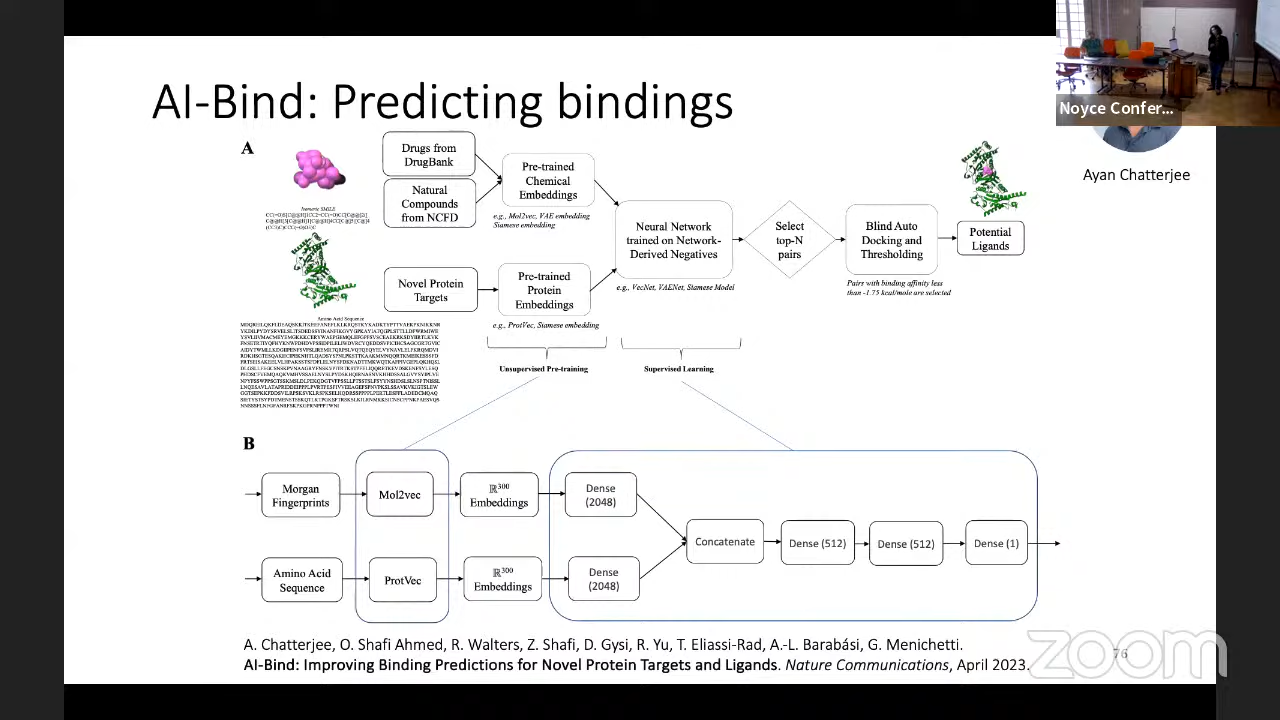 AI-Bind: Predicting bindings
Noyce Confer...
Ayan Chatterjee
A
Drugs from
DrugBank
Natural
Compounds
from NCFD
Pre-trained
Chemical
Embeddings
e.g., Mol2vec, VAE embedding
Siamese embedding
Isomeric SMILE
Novel Protein
Targets
Pre-trained
Protein
Embeddings
e.g., ProtVec, Siamese embedding
Neural Network
trained on Network-
Derived Negatives
e.g., VecNet, VAENet, Siamese Model
Select
top-N
pairs
Blind Auto
Docking and
Thresholding
Pairs with binding affinity less
than -1.75 kcal/mole are selected
Potential
Ligands
Amino Acid Sequence
Unsupervised Pre-training
Supervised Learning
B
Morgan
Fingerprints
Mol2vec
ℝ³⁰⁰
Embeddings
Dense
(2048)
Amino Acid
Sequence
ProtVec
ℝ³⁰⁰
Embeddings
Dense
(2048)
Concatenate
Dense (512)
Dense (512)
Dense (1)
A. Chatterjee, O. Shafi Ahmed, R. Walters, Z. Shafi, D. Gysi, R. Yu, T. Eliassi-Rad, A.-L. Barabási, G. Menichetti.
AI-Bind: Improving Binding Predictions for Novel Protein Targets and Ligands. Nature Communications, April 2023.
76
zoom